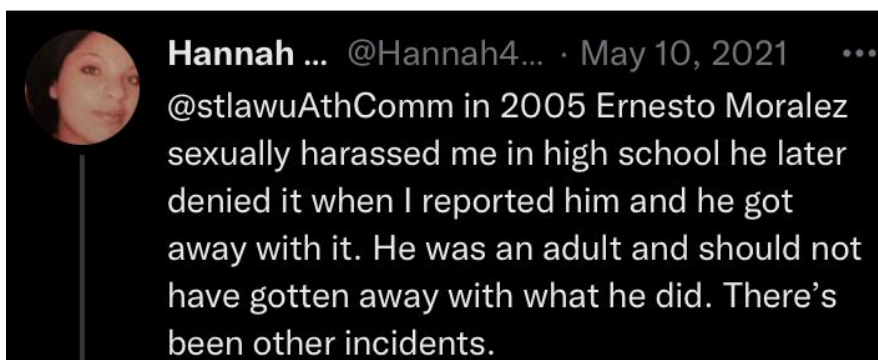 Hannah ... @Hannah4... · May 10, 2021 •••
@stlawuAthComm in 2005 Ernesto Moralez
sexually harassed me in high school he later
denied it when I reported him and he got
away with it. He was an adult and should not
have gotten away with what he did. There’s
been other incidents.